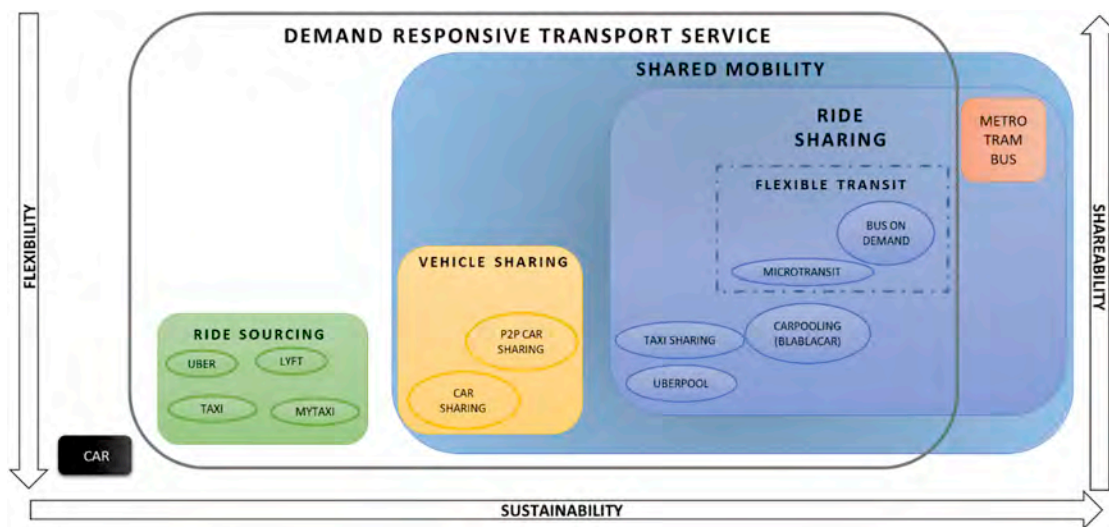 DEMAND RESPONSIVE TRANSPORT SERVICE
SHARED MOBILITY
RIDE
SHARING
METRO
TRAM
BUS
FLEXIBLE TRANSIT
BUS ON
DEMAND
MICROTRANSIT
VEHICLE SHARING
P2P CAR
SHARING
CAR
SHARING
TAXI SHARING
CARPOOLING
(BLABLACAR)
UBERPOOL
RIDE SOURCING
UBER
LYFT
TAXI
MYTAXI
CAR
FLEXIBILITY
SHAREABILITY
SUSTAINABILITY